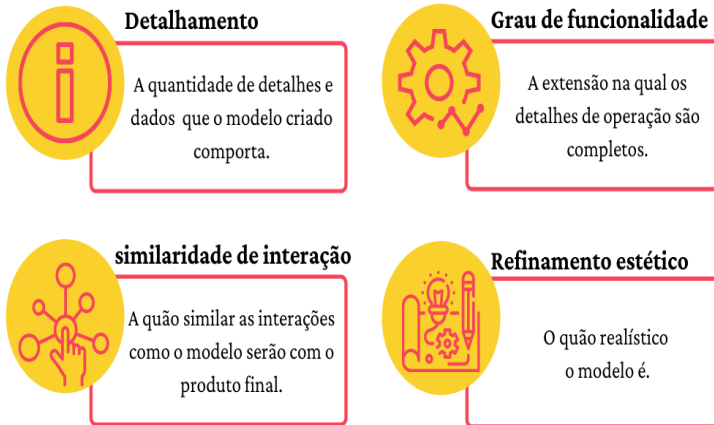 Detalhamento
A quantidade de detalhes e
dados que o modelo criado
comporta.
Grau de funcionalidade
A extensão na qual os
detalhes de operação são
completos.
similaridade de interação
A quão similar as interações
como o modelo serão com o
produto final.
Refinamento estético
O quão realístico
o modelo é.